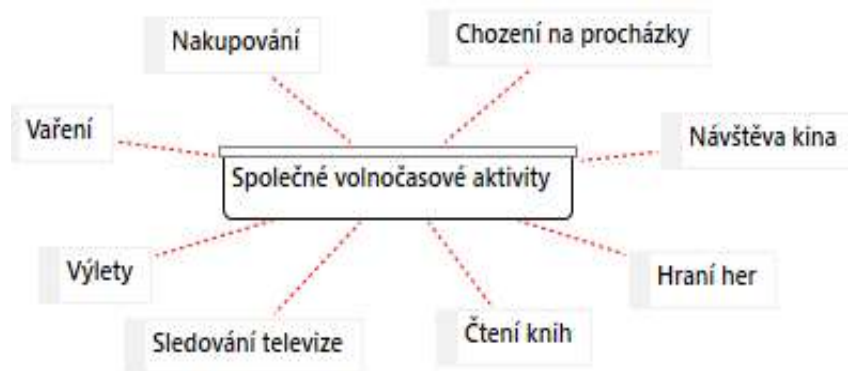 Nakupování
Chození na procházky
Vaření
Návštěva kina
Společné volnočasové aktivity
Výlety
Hraní her
Sledování televize
Čtení knih